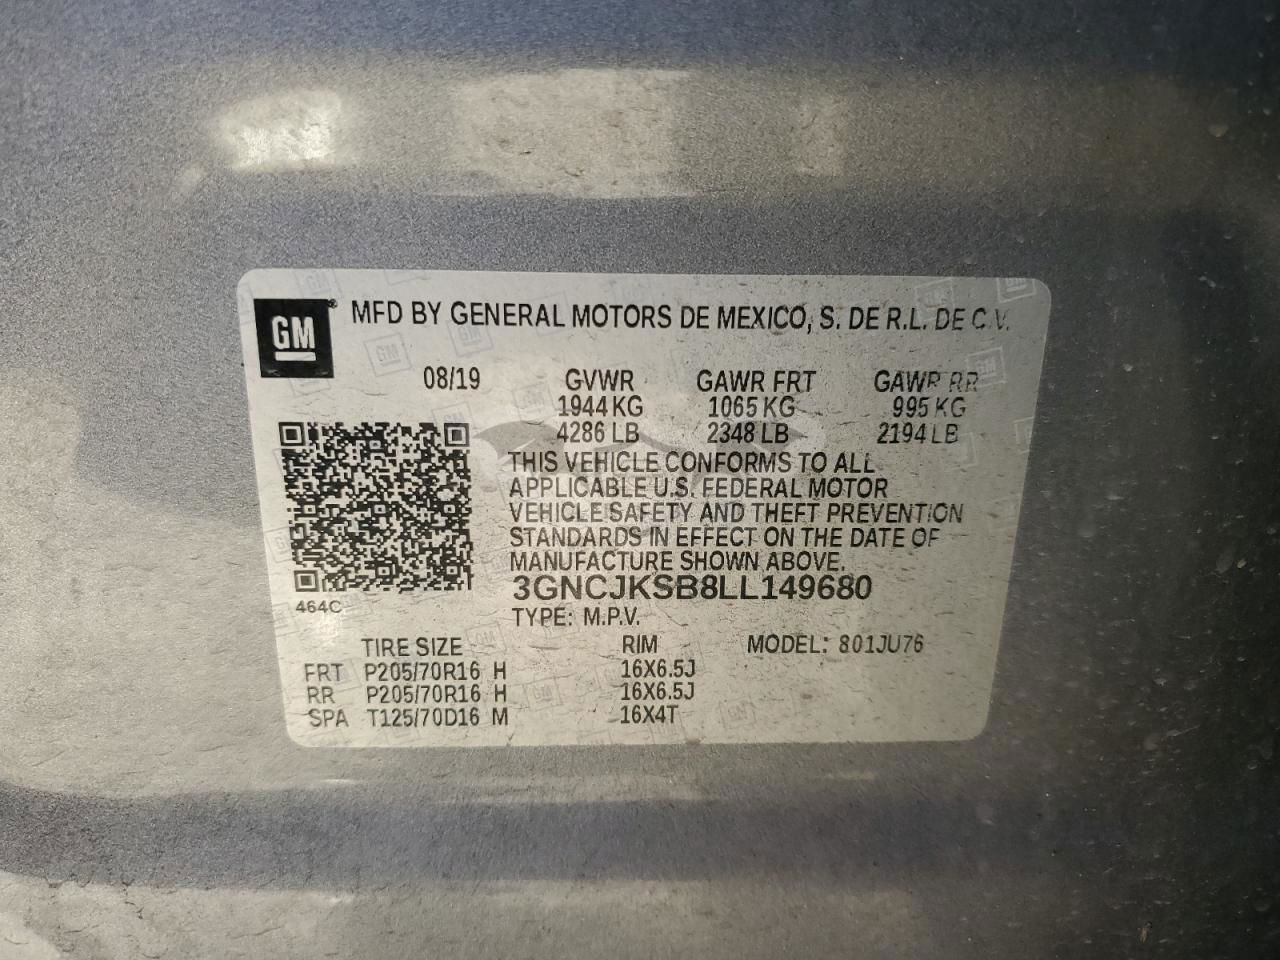 GM® MFD BY GENERAL MOTORS DE MEXICO, S. DE R.L. DE C.V.
08/19 GVWR GAWR FRT GAWR RR
1944 KG 1065 KG 995 KG
4286 LB 2348 LB 2194 LB
THIS VEHICLE CONFORMS TO ALL
APPLICABLE U.S. FEDERAL MOTOR
VEHICLE SAFETY AND THEFT PREVENTION
STANDARDS IN EFFECT ON THE DATE OF
MANUFACTURE SHOWN ABOVE.
3GNCJKSB8LL149680
464C
TYPE: M.P.V.
TIRE SIZE RIM MODEL: 801JU76
FRT P205/70R16 H 16X6.5J
RR P205/70R16 H 16X6.5J
SPA T125/70D16 M 16X4T